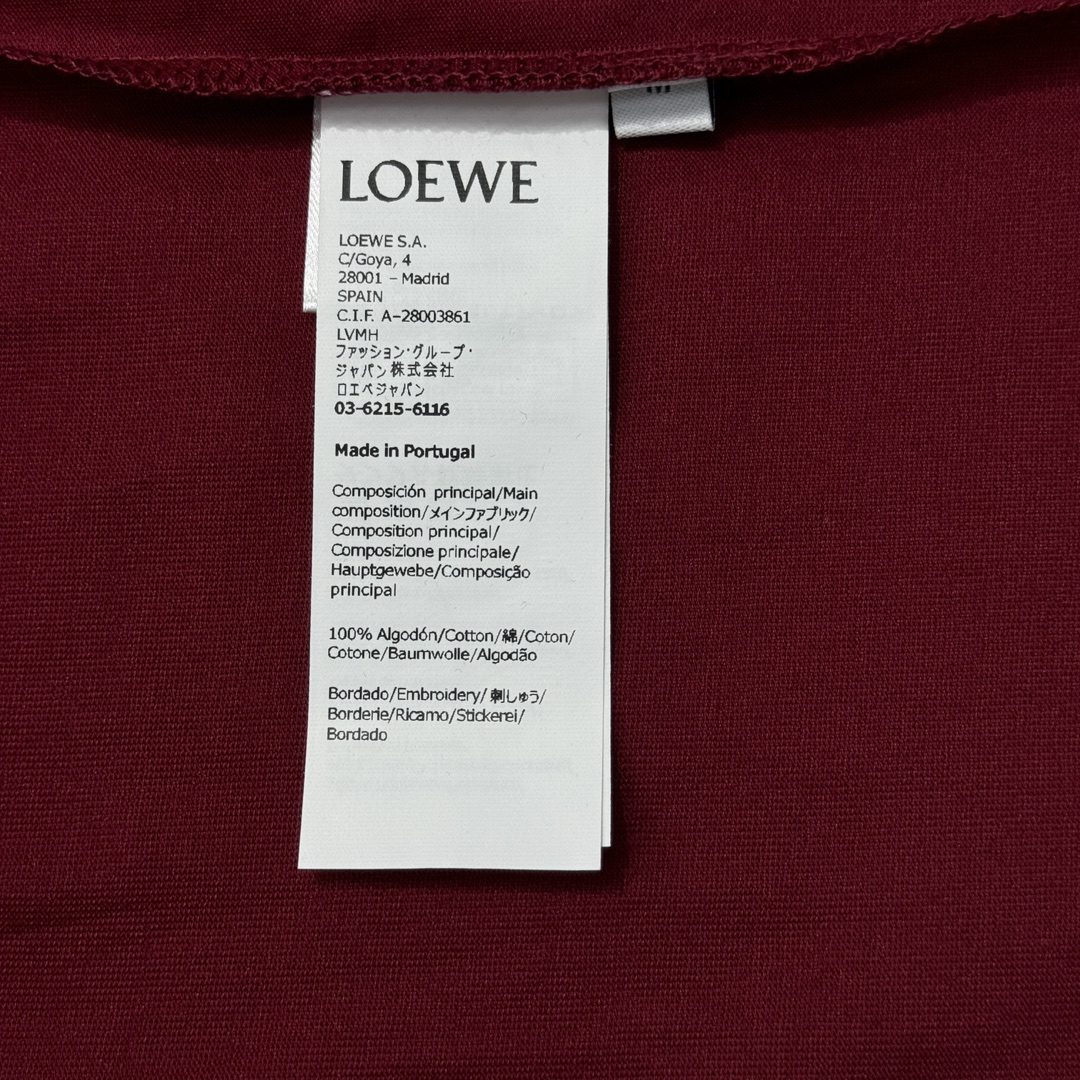 LOEWE
LOEWE S.A.
C/Goya, 4
28001 – Madrid
SPAIN
C.I.F. A-28003861
LVMH
ファッション・グループ・
ジャパン株式会社
ロエベジャパン
03-6215-6116
Made in Portugal
Composición principal/Main
composition/メインファブリック/
Composition principal/
Composizione principale/
Hauptgewebe/Composição
principal
100% Algodón/Cotton/綿/Coton/
Cotone/Baumwolle/Algodão
Bordado/Embroidery/刺しゅう/
Borderie/Ricamo/Stickerei/
Bordado